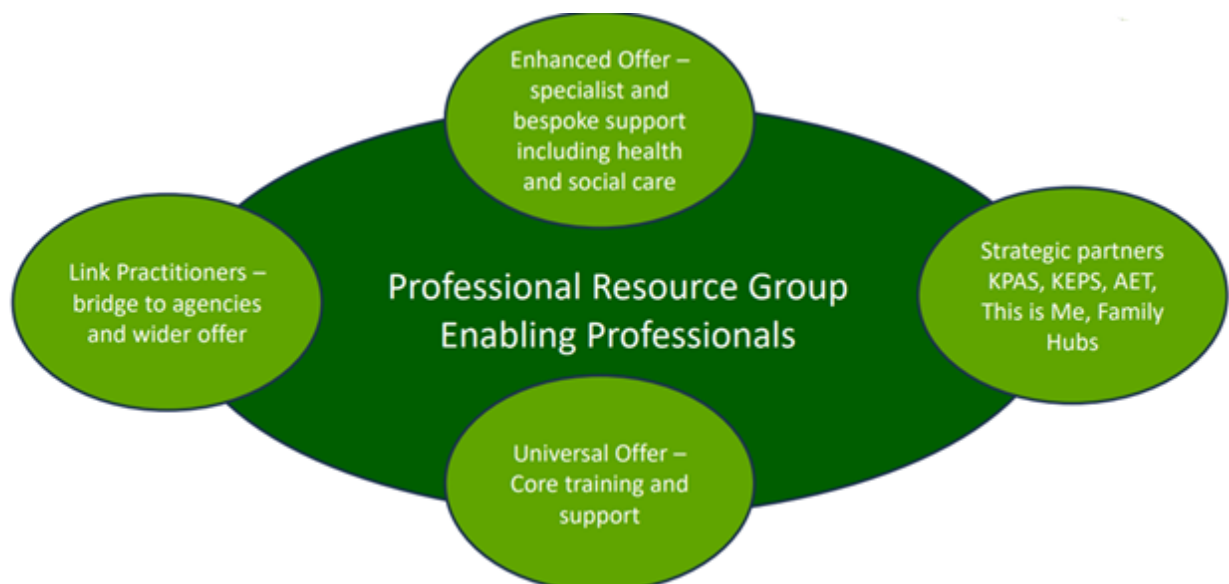 Enhanced Offer –
specialist and
bespoke support
including health
and social care
Link Practitioners –
bridge to agencies
and wider offer
Professional Resource Group
Enabling Professionals
Strategic partners
KPAS, KEPS, AET,
This is Me, Family
Hubs
Universal Offer –
Core training and
support